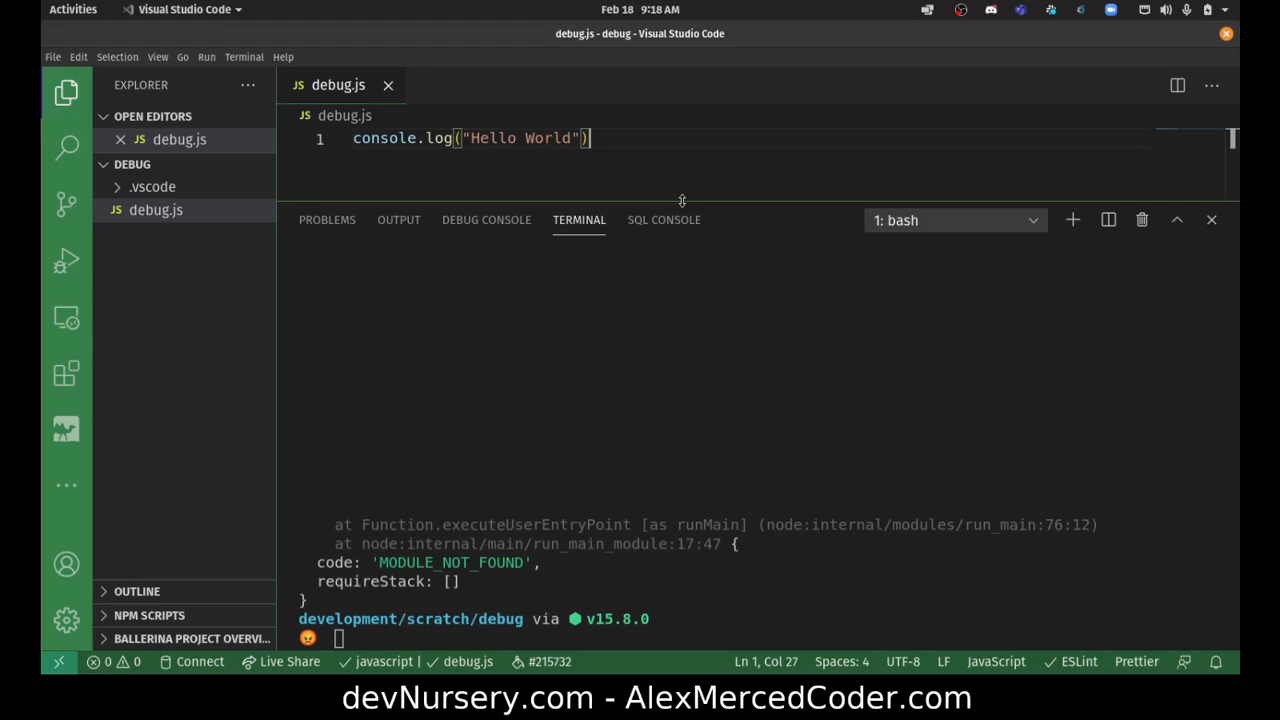 Activities Visual Studio Code Feb 18 9:18 AM
debug.js - debug - Visual Studio Code
File Edit Selection View Go Run Terminal Help
EXPLORER JS debug.js
OPEN EDITORS JS debug.js
1 console.log("Hello World")
JS debug.js
DEBUG
.vscode
JS debug.js
PROBLEMS OUTPUT DEBUG CONSOLE TERMINAL SQL CONSOLE 1: bash
at Function.executeUserEntryPoint [as runMain] (node:internal/modules/run_main:76:12)
at node:internal/main/run_main_module:17:47 {
code: 'MODULE_NOT_FOUND',
requireStack: []
}
development/scratch/debug via v15.8.0
OUTLINE
NPM SCRIPTS
BALLERINA PROJECT OVERVI...
0 0 Connect Live Share javascript | debug.js #215732 Ln 1, Col 27 Spaces: 4 UTF-8 LF JavaScript ESLint Prettier
devNursery.com - AlexMercedCoder.com